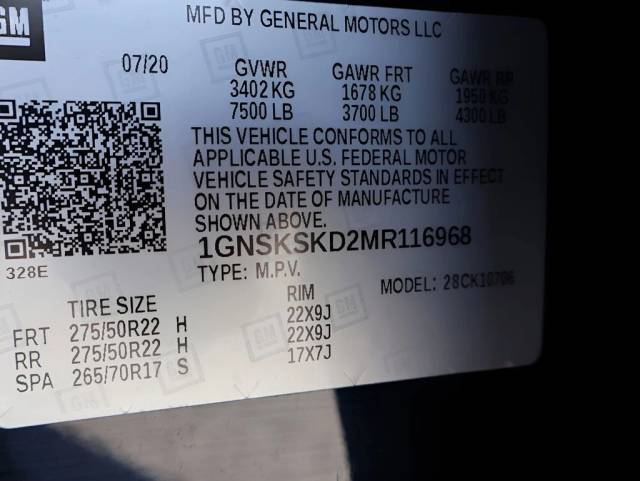 GM
MFD BY GENERAL MOTORS LLC
07/20 GVWR GAWR FRT GAWR RR
3402 KG 1678 KG 1950 KG
7500 LB 3700 LB 4300 LB
THIS VEHICLE CONFORMS TO ALL
APPLICABLE U.S. FEDERAL MOTOR
VEHICLE SAFETY STANDARDS IN EFFECT
ON THE DATE OF MANUFACTURE
SHOWN ABOVE.
1GNSKSKD2MR116968
328E
TYPE: M.P.V. MODEL: 28CK10706
TIRE SIZE RIM
FRT 275/50R22 H 22X9J
RR 275/50R22 H 22X9J
SPA 265/70R17 S 17X7J